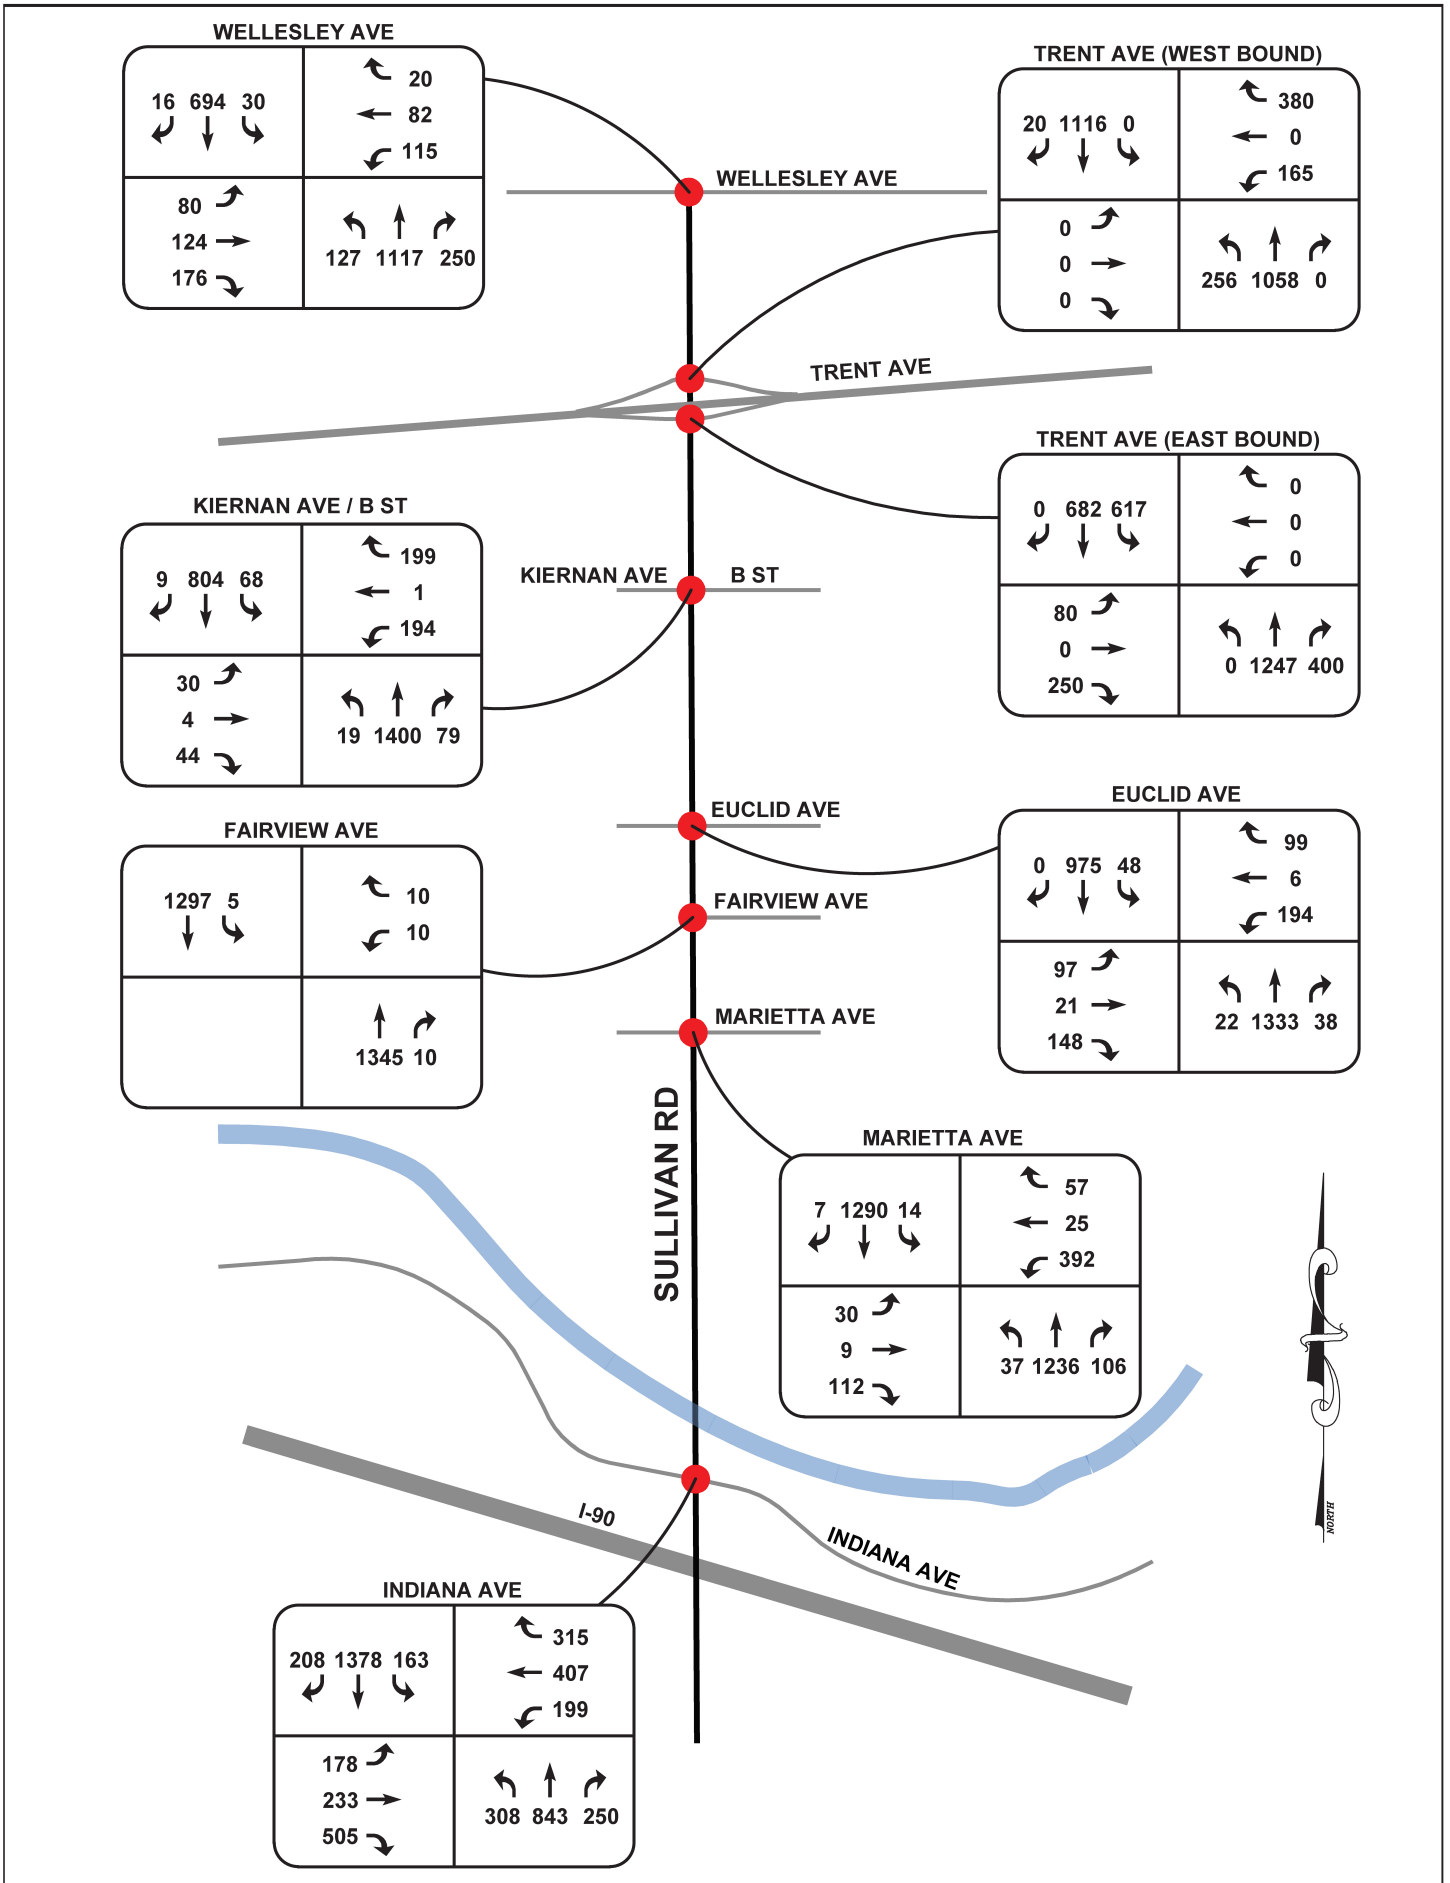 WELLESLEY AVE
16 694 30
20
82
115
80
124
176
127 1117 250
TRENT AVE (WEST BOUND)
20 1116 0
380
0
165
0
0
0
256 1058 0
WELLESLEY AVE
TRENT AVE
TRENT AVE (EAST BOUND)
0 682 617
0
0
0
80
0
250
0 1247 400
KIERNAN AVE / B ST
9 804 68
199
1
194
30
4
44
19 1400 79
KIERNAN AVE
B ST
EUCLID AVE
EUCLID AVE
0 975 48
99
6
194
97
21
148
22 1333 38
FAIRVIEW AVE
1297 5
10
10
1345 10
FAIRVIEW AVE
MARIETTA AVE
SULLIVAN RD
MARIETTA AVE
7 1290 14
57
25
392
30
9
112
37 1236 106
NORTH
I-90
INDIANA AVE
INDIANA AVE
208 1378 163
315
407
199
178
233
505
308 843 250